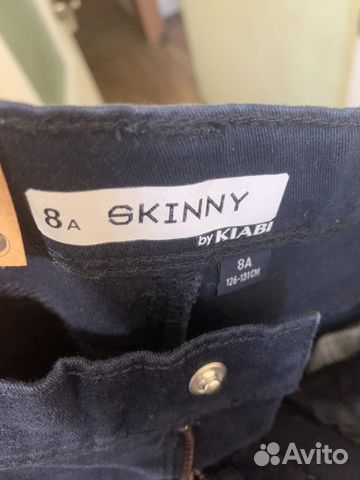 8A SKINNY
by KIABI
8A
126-131CM
Avito